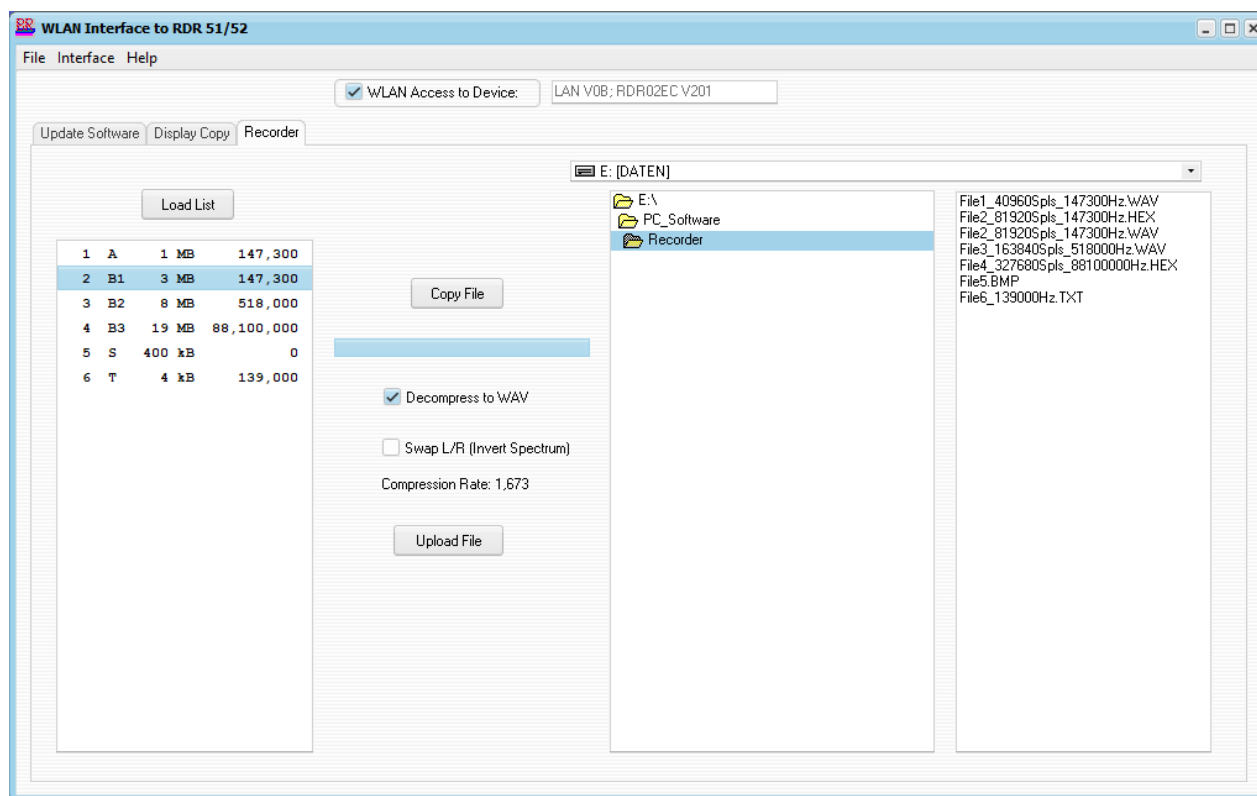 WLAN Interface to RDR 51/52
File Interface Help
WLAN Access to Device: LAN V0B; RDR02EC V201
Update Software Display Copy Recorder
E: [DATEN]
Load List
1 A 1 MB 147,300
2 B1 3 MB 147,300
3 B2 8 MB 518,000
4 B3 19 MB 88,100,000
5 S 400 kB 0
6 T 4 kB 139,000
Copy File
Decompress to WAV
Swap L/R (Invert Spectrum)
Compression Rate: 1,673
Upload File
E:\
PC_Software
Recorder
File1_40960Spls_147300Hz.WAV
File2_81920Spls_147300Hz.HEX
File2_81920Spls_147300Hz.WAV
File3_163840Spls_518000Hz.WAV
File4_327680Spls_88100000Hz.HEX
File5.BMP
File6_139000Hz.TXT